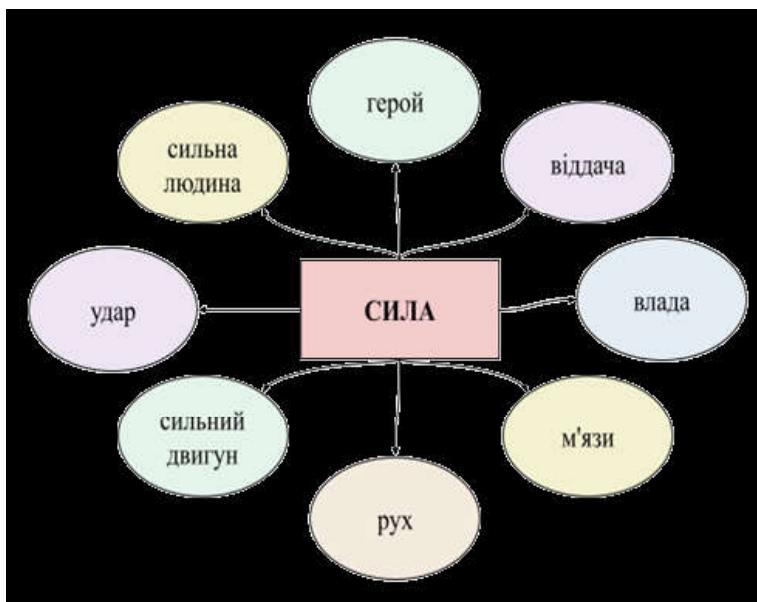 герой
сильна
людина
віддача
удар
СИЛА
влада
сильний
двигун
м'язи
рух